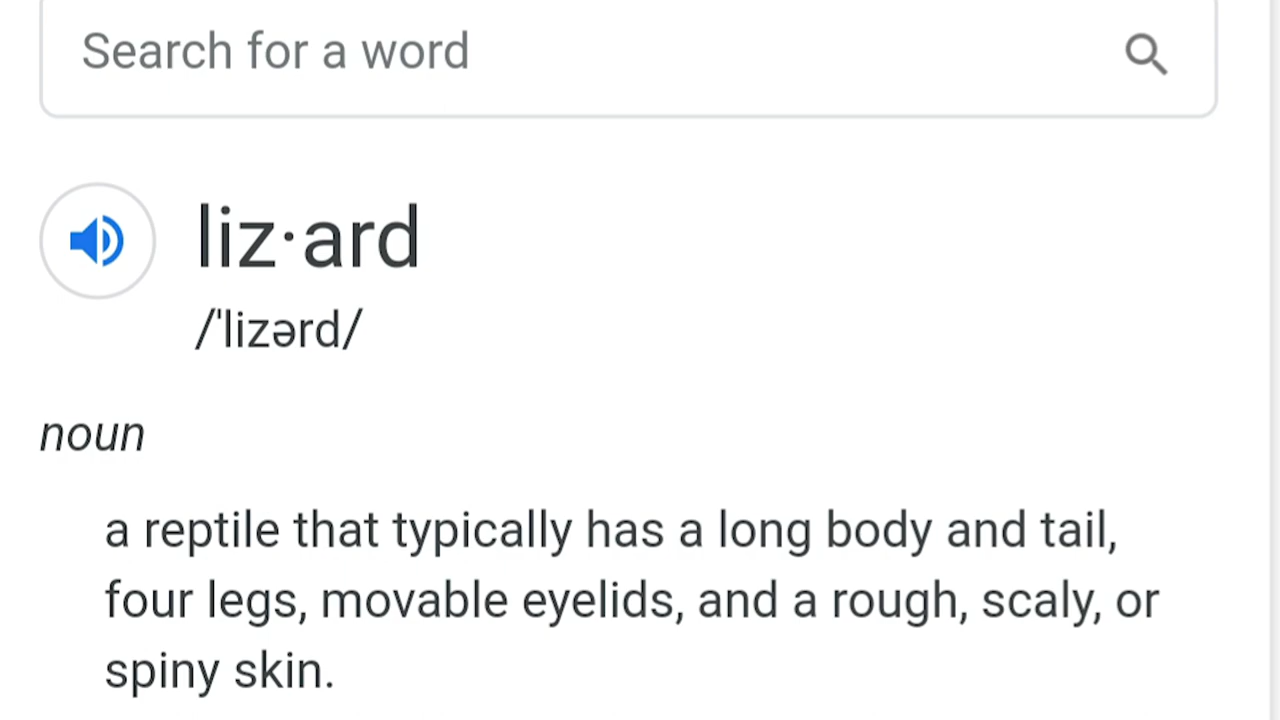 Search for a word
liz·ard
/ˈlizərd/
noun
a reptile that typically has a long body and tail,
four legs, movable eyelids, and a rough, scaly, or
spiny skin.